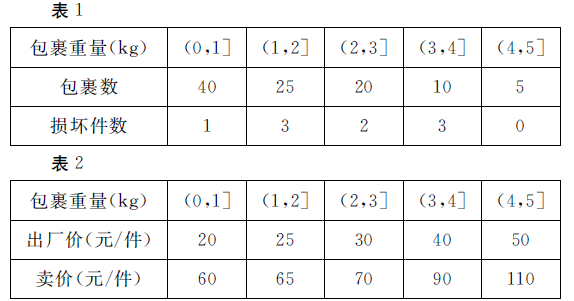 表 1
包裹重量(kg) (0,1] (1,2] (2,3] (3,4] (4,5]
包裹数 40 25 20 10 5
损坏件数 1 3 2 3 0
表 2
包裹重量(kg) (0,1] (1,2] (2,3] (3,4] (4,5]
出厂价(元/件) 20 25 30 40 50
卖价(元/件) 60 65 70 90 110